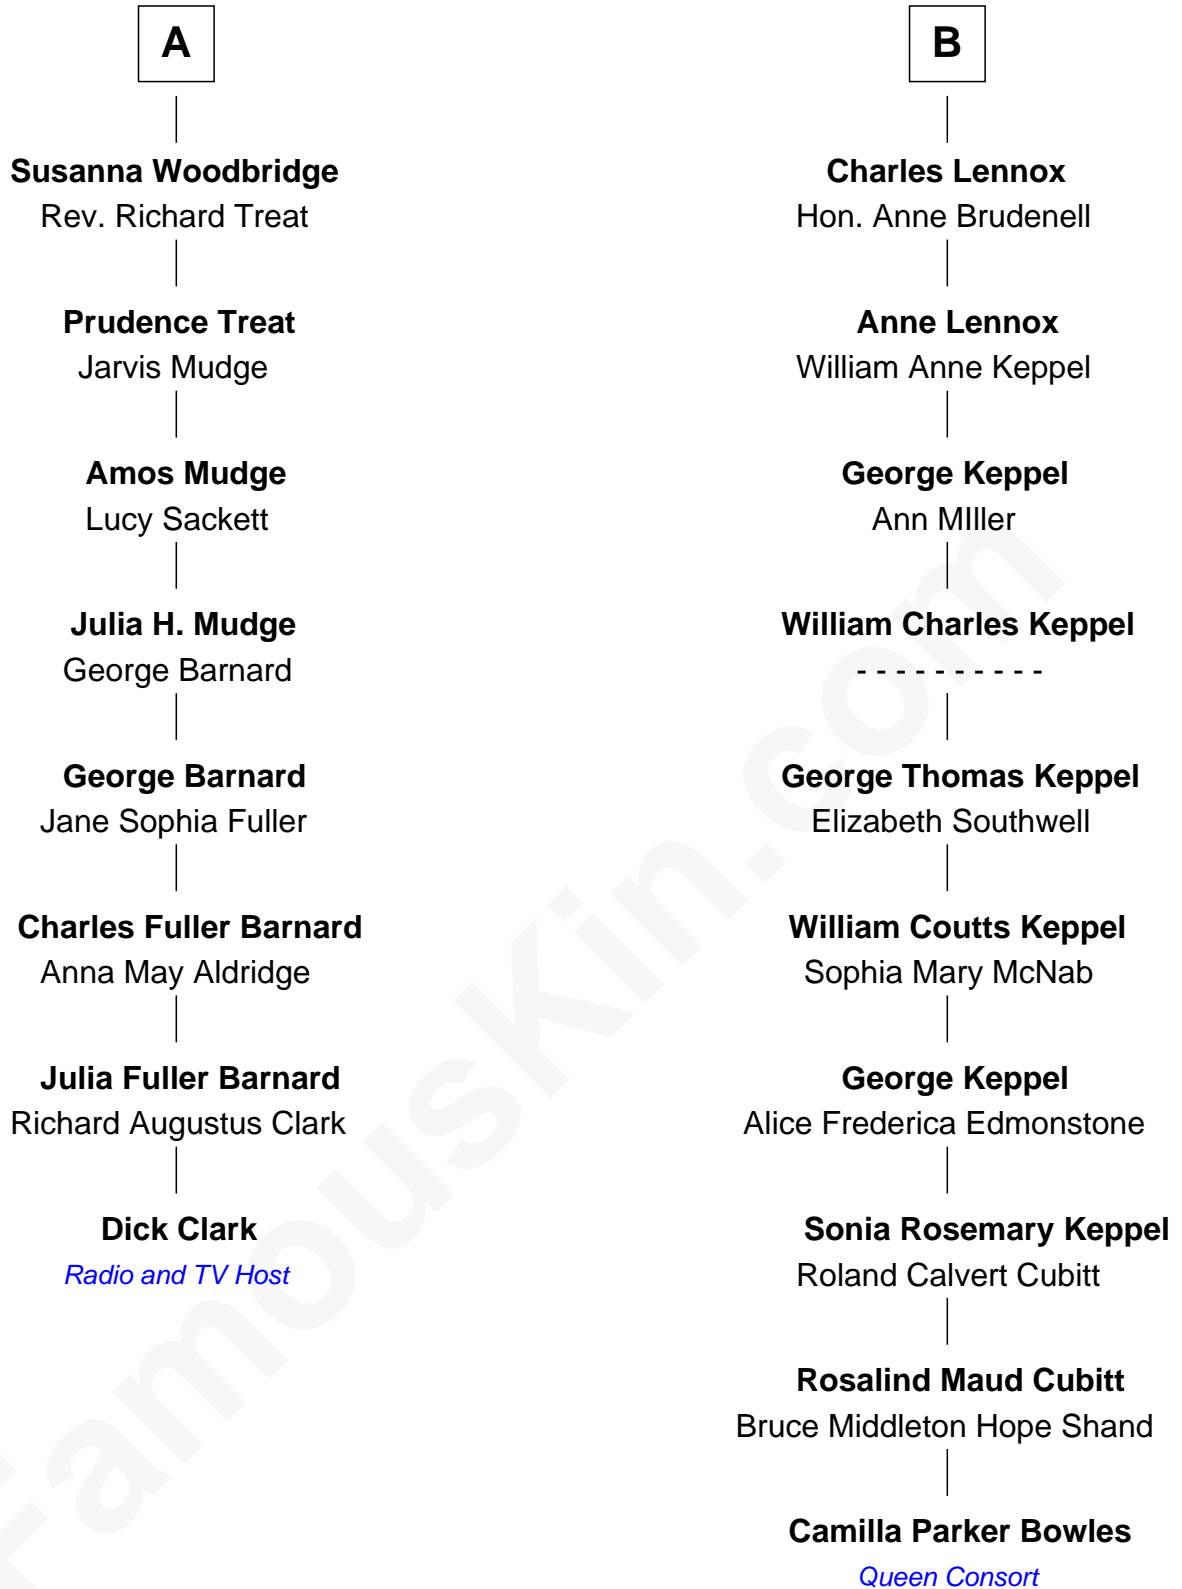 A
Susanna Woodbridge
Rev. Richard Treat
Prudence Treat
Jarvis Mudge
Amos Mudge
Lucy Sackett
Julia H. Mudge
George Barnard
George Barnard
Jane Sophia Fuller
Charles Fuller Barnard
Anna May Aldridge
Julia Fuller Barnard
Richard Augustus Clark
Dick Clark
Radio and TV Host
B
Charles Lennox
Hon. Anne Brudenell
Anne Lennox
William Anne Keppel
George Keppel
Ann MIller
William Charles Keppel
- - - - - - - - - -
George Thomas Keppel
Elizabeth Southwell
William Coutts Keppel
Sophia Mary McNab
George Keppel
Alice Frederica Edmonstone
Sonia Rosemary Keppel
Roland Calvert Cubitt
Rosalind Maud Cubitt
Bruce Middleton Hope Shand
Camilla Parker Bowles
Queen Consort
FamousKin.com